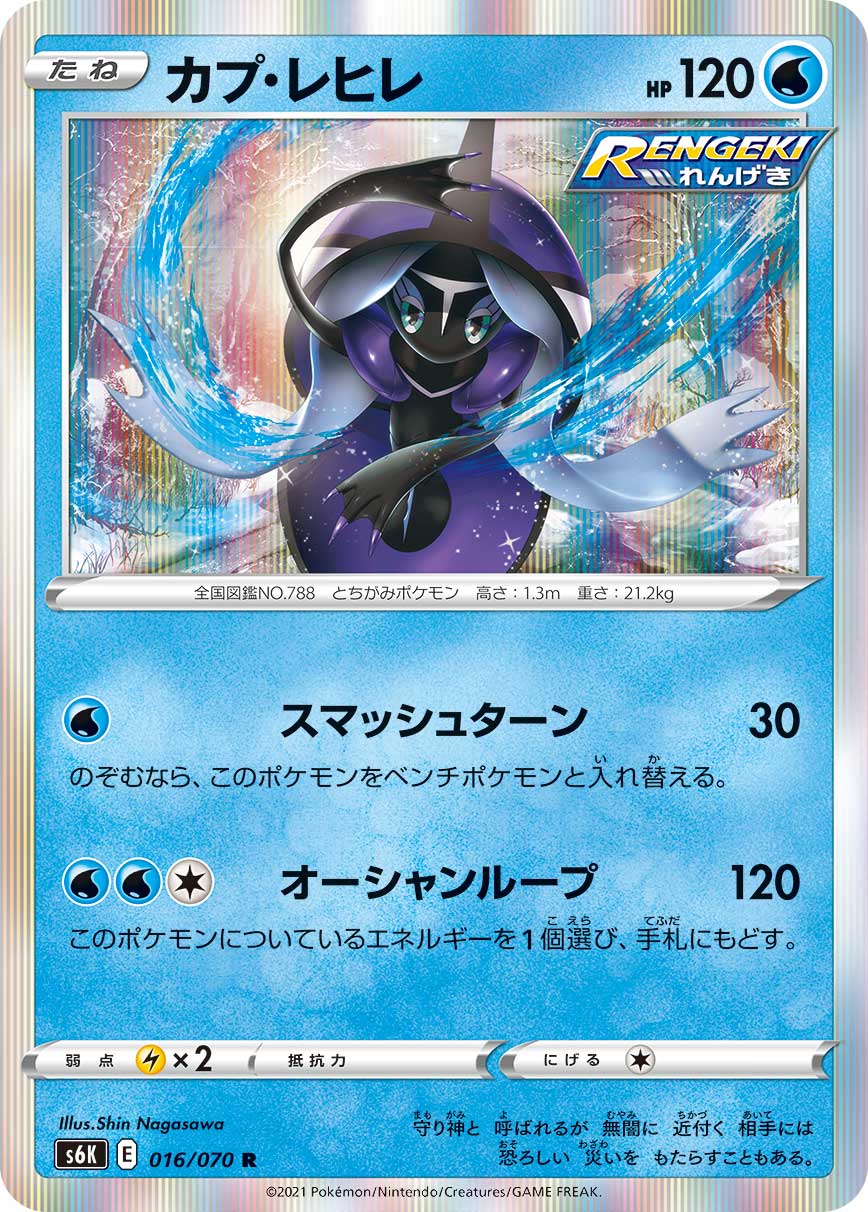 たね カプ・レヒレ HP 120
RENGEKI
れんげき
全国図鑑NO.788 とちがみポケモン 高さ：1.3m 重さ：21.2kg
スマッシュターン 30
のぞむなら、このポケモンをベンチポケモンと入れ替える。
オーシャンループ 120
このポケモンについているエネルギーを1個選び、手札にもどす。
弱点 ×2 抵抗力 にげる
Illus.Shin Nagasawa
守り神と 呼ばれるが 無闇に 近付く 相手には
恐ろしい 災いを もたらすこともある。
s6K E 016/070 R
©2021 Pokémon/Nintendo/Creatures/GAME FREAK.